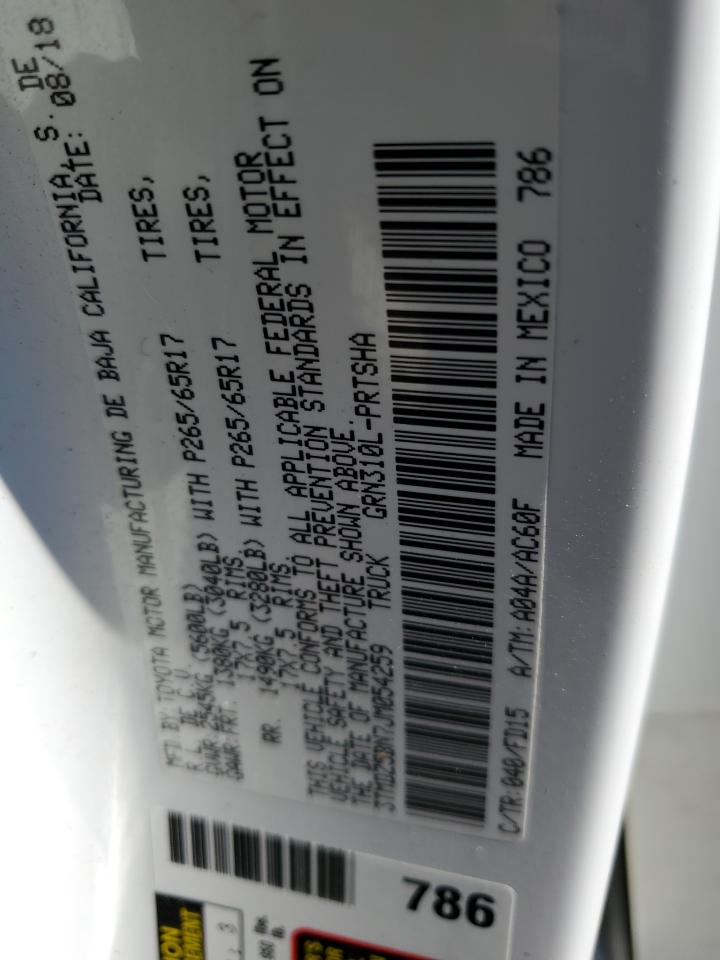 MFD BY TOYOTA MOTOR MANUFACTURING DE BAJA CALIFORNIA, S. DE
R.L. DE C.V. DATE: 08/18
GVWR 2545KG (5600LB)
GAWR FRT. 1380KG (3040LB) WITH P265/65R17 TIRES,
17X7.5 RIMS
RR. 1490KG (3280LB) WITH P265/65R17 TIRES,
17X7.5 RIMS.
THIS VEHICLE CONFORMS TO ALL APPLICABLE FEDERAL MOTOR
VEHICLE SAFETY AND THEFT PREVENTION STANDARDS IN EFFECT ON
THE DATE OF MANUFACTURE SHOWN ABOVE.
3TMDZ5BN7JM054259 TRUCK GRN310L-PRTSHA
C/TR:040/FD15 A/TM:A04A/AC60F MADE IN MEXICO 786
786